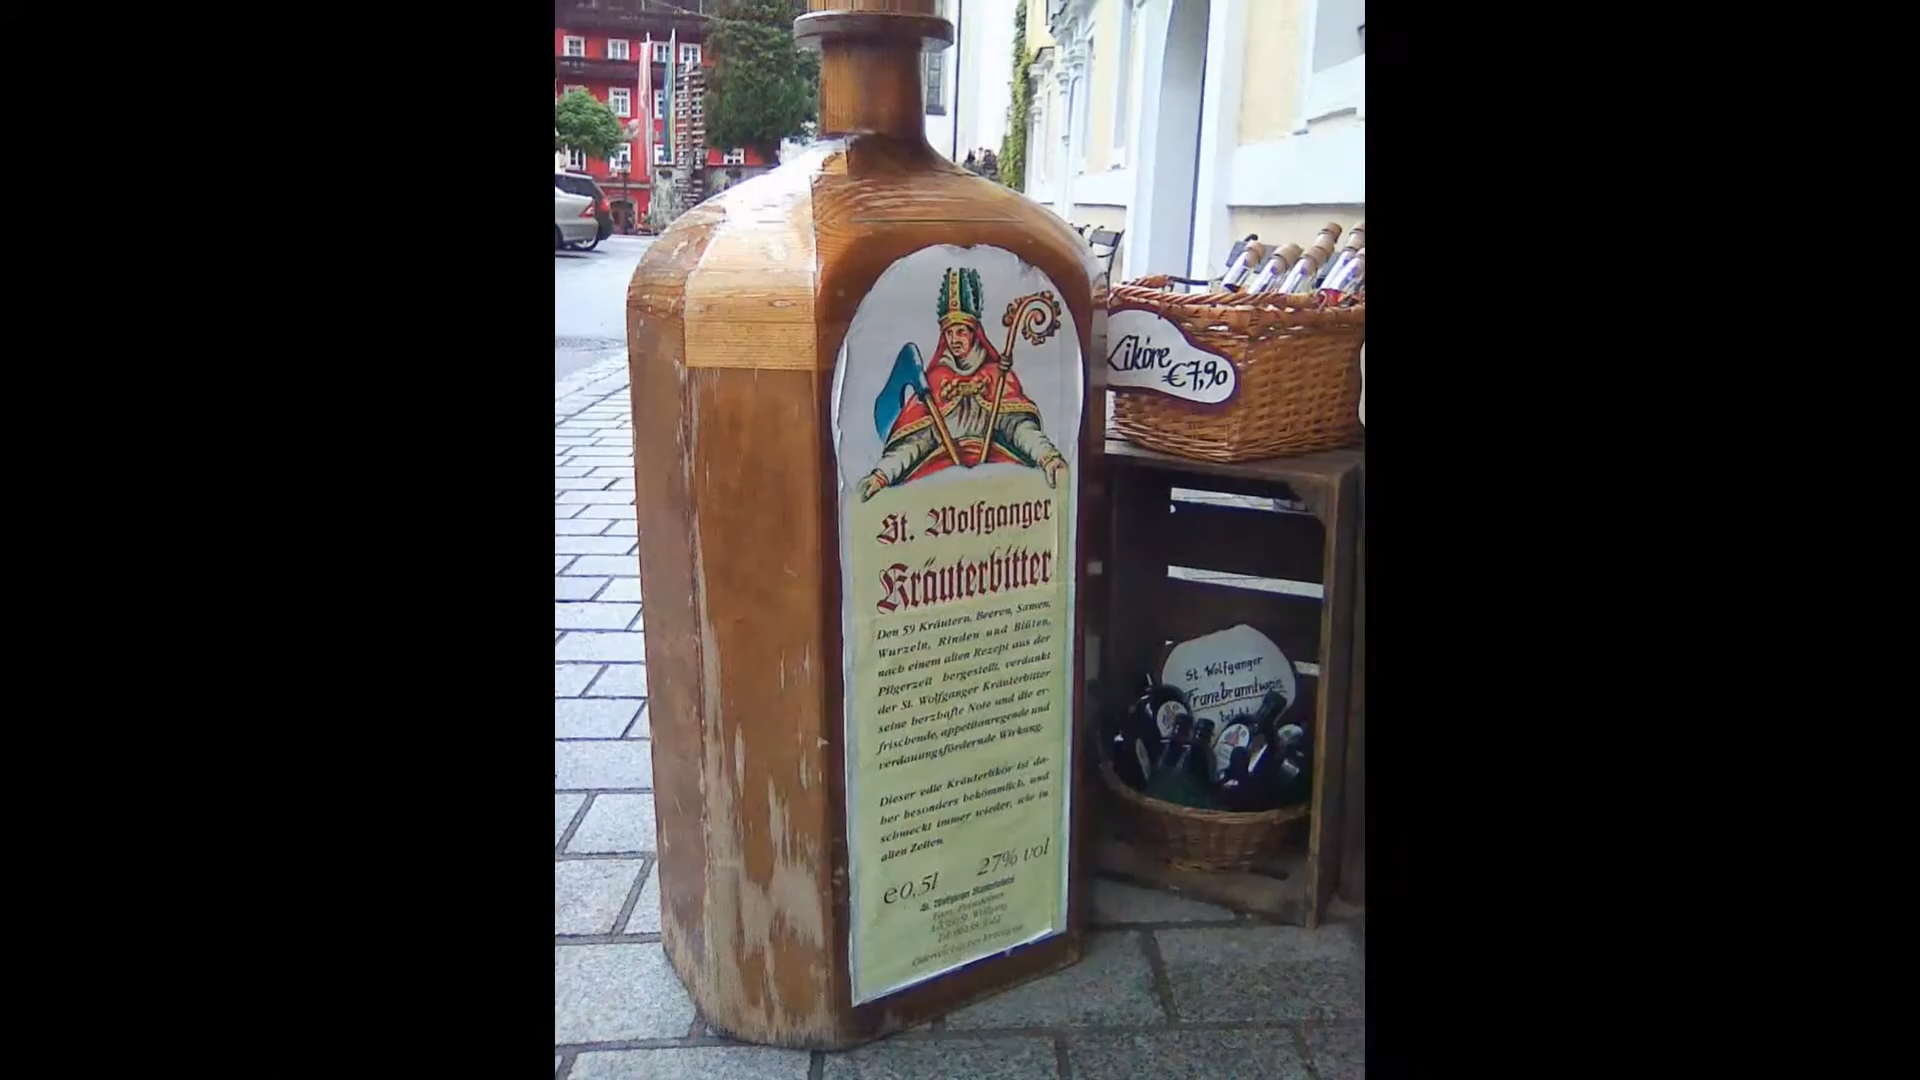 St. Wolfganger
Kräuterbitter
Den 59 Kräutern, Beeren, Samen,
Wurzeln, Rinden und Blüten,
nach einem alten Rezept aus der
Pilgerzeit hergestellt, verdankt
der St. Wolfganger Kräuterbitter
seine herzhafte Note und die er-
frischende, appetitanregende und
verdauungsfördernde Wirkung.
Dieser edle Kräuterlikör ist da-
her besonders bekömmlich, und
schmeckt immer wieder, wie in
alten Zeiten.
e 0,5l 27% vol
St. Wolfganger
Liköre
€ 7,90
St. Wolfganger
Franzbranntwein